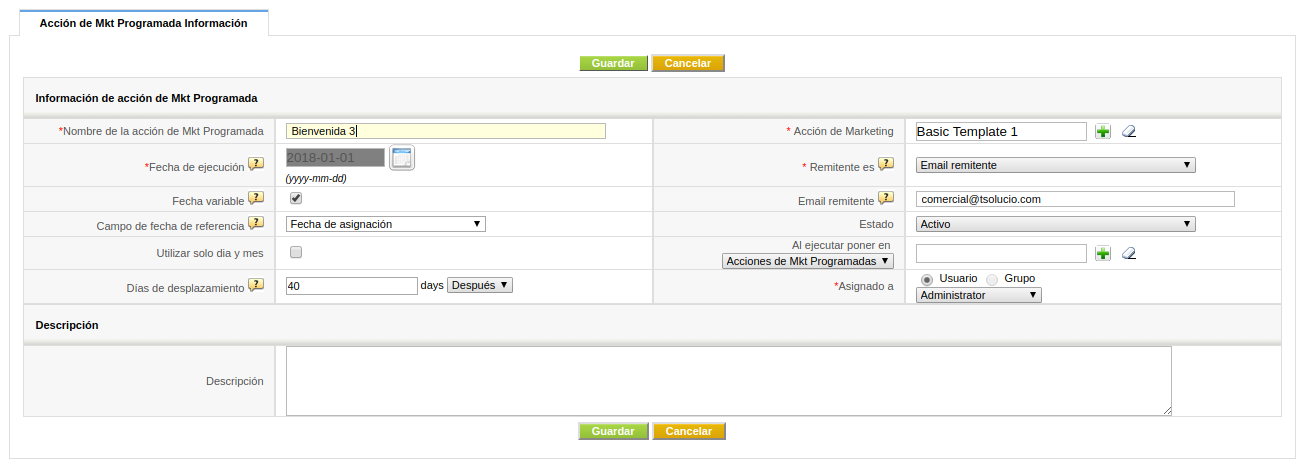 Acción de Mkt Programada Información
Guardar Cancelar
Información de acción de Mkt Programada
*Nombre de la acción de Mkt Programada Bienvenida 3 * Acción de Marketing Basic Template 1
*Fecha de ejecución ? 2018-01-01 * Remitente es ? Email remitente
(yyyy-mm-dd)
Fecha variable ? Email remitente ? comercial@tsolucio.com
Campo de fecha de referencia ? Fecha de asignación Estado Activo
Utilizar solo dia y mes Al ejecutar poner en
Acciones de Mkt Programadas
Días de desplazamiento ? 40 days Después *Asignado a Usuario Grupo
Administrator
Descripción
Descripción
Guardar Cancelar